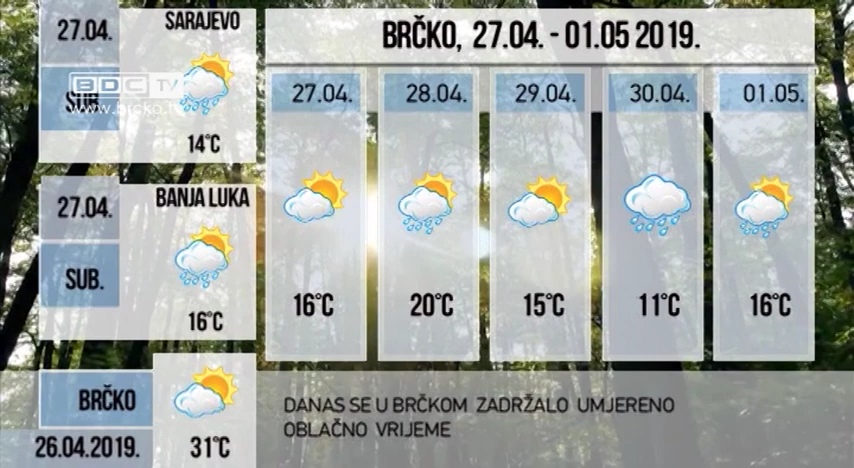 27.04.
SARAJEVO
BDC TV
SUB.
www.brcko.tv
14°C
27.04.
BANJA LUKA
SUB.
16°C
BRČKO
26.04.2019.
31°C
BRČKO, 27.04. - 01.05 2019.
27.04. 28.04. 29.04. 30.04. 01.05.
16°C 20°C 15°C 11°C 16°C
DANAS SE U BRČKOM ZADRŽALO UMJERENO
OBLAČNO VRIJEME